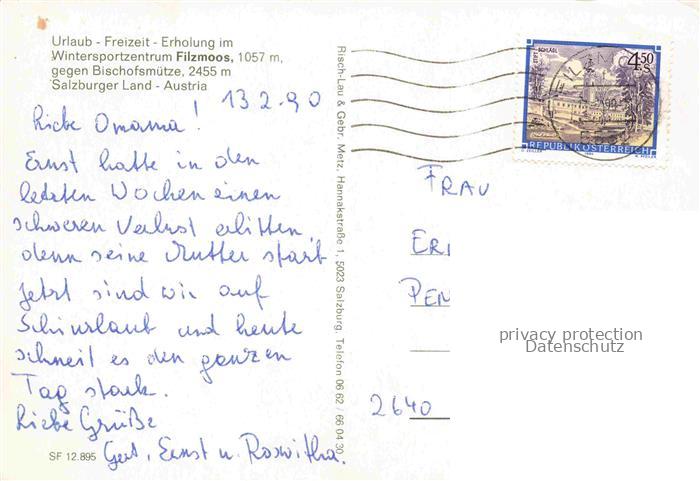 Urlaub - Freizeit - Erholung im
Wintersportzentrum Filzmoos, 1057 m,
gegen Bischofsmütze, 2455 m
Salzburger Land - Austria
13 2. 90
Liebe Omama!
Ernst hatte in den
letzten Wochen einen
schweren Verlust erlitten,
denn seine Mutter starb.
Jetzt sind wir auf
Schiurlaub und heute
schneit es den ganzen
Tag stark.
Liebe Grüße
Gert, Ernst u. Roswitha.
SF 12.895
Risch-Lau & Gebr. Metz, Hannakstraße 1, 5023 Salzburg, Telefon 06 62 / 66 04 30
STIFT SCHLÄGL
4.50
S
REPUBLIK ÖSTERREICH
FRAU
ERI
PEN
2640
privacy protection
Datenschutz